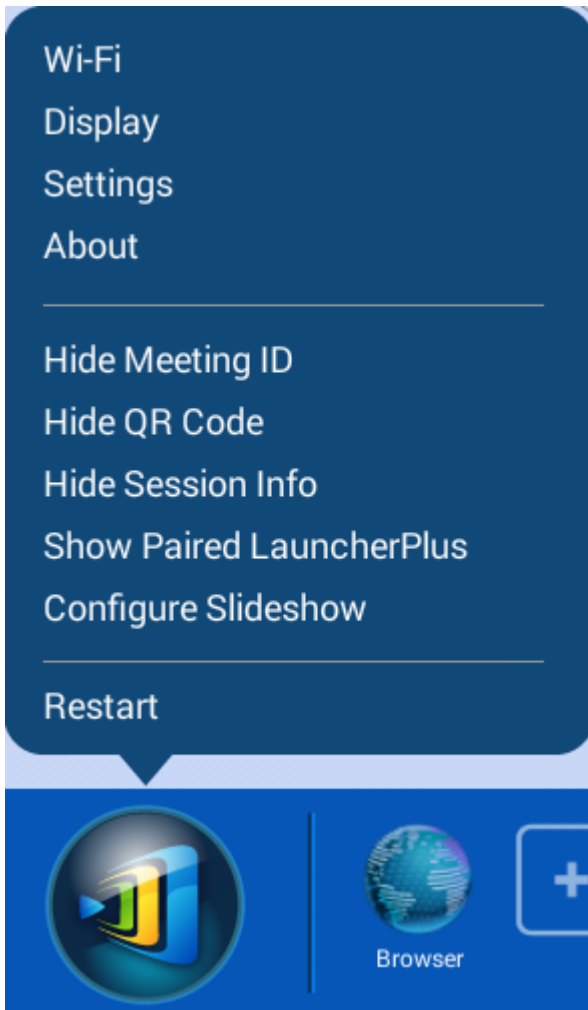 Wi-Fi
Display
Settings
About
Hide Meeting ID
Hide QR Code
Hide Session Info
Show Paired LauncherPlus
Configure Slideshow
Restart
Browser